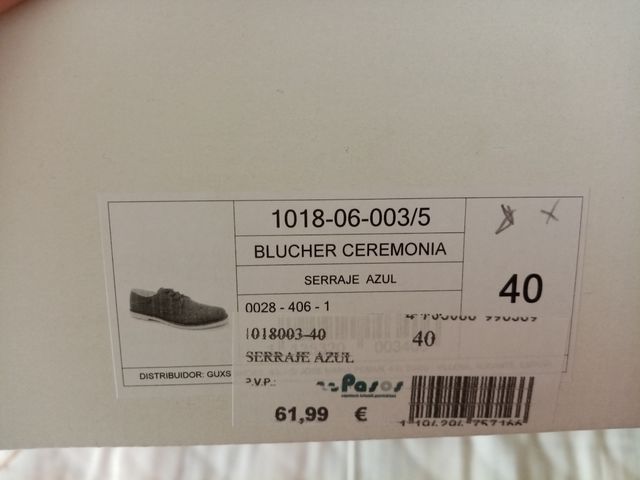 1018-06-003/5
BLUCHER CEREMONIA
SERRAJE AZUL
40
0028 - 406 - 1
1018003-40
40
SERRAJE AZUL
DISTRIBUIDOR: GUXS
P.V.P.:
Pasos
61,99 €